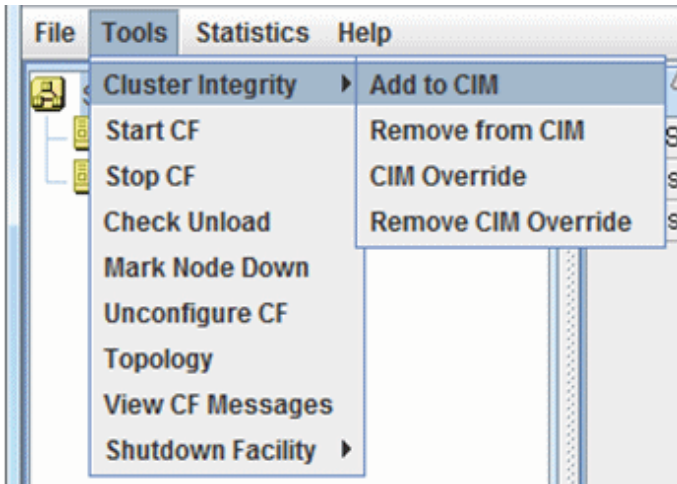 File Tools Statistics Help
Cluster Integrity
Start CF
Stop CF
Check Unload
Mark Node Down
Unconfigure CF
Topology
View CF Messages
Shutdown Facility
Add to CIM
Remove from CIM
CIM Override
Remove CIM Override